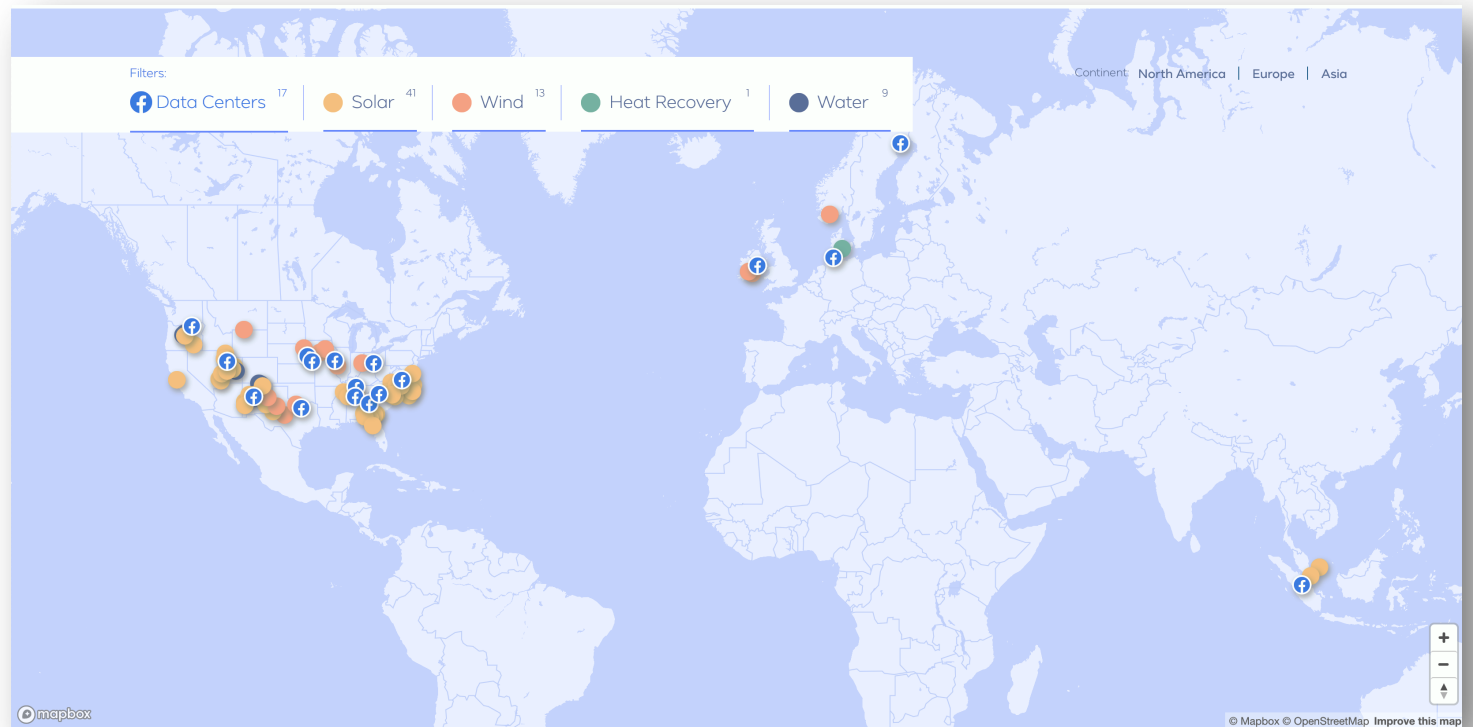 Filters:
Data Centers 17
Solar 41
Wind 13
Heat Recovery 1
Water 9
Continent: North America | Europe | Asia
mapbox
© Mapbox © OpenStreetMap Improve this map